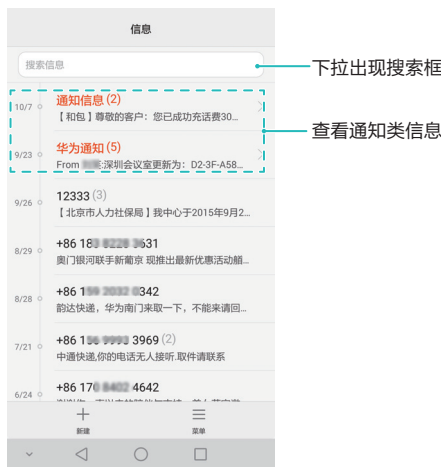 信息
搜索信息
下拉出现搜索框
10/7
通知信息(2)
【和包】尊敬的客户：您已成功充话费30...
查看通知类信息
9/23
华为通知(5)
From :深圳会议室更新为：D2-3F-A58...
9/26
12333(3)
【北京市人力社保局】我中心于2015年9月2...
8/29
+86 18 31
奥门银河联手新葡京 现推出最新优惠活动艏...
8/28
+86 1 0342
韵达快递，华为南门来取一下，不能来请回...
7/21
+86 1 3969 (2)
中通快递,你的电话无人接听.取件请联系
6/24
+86 17 4642
新建
菜单